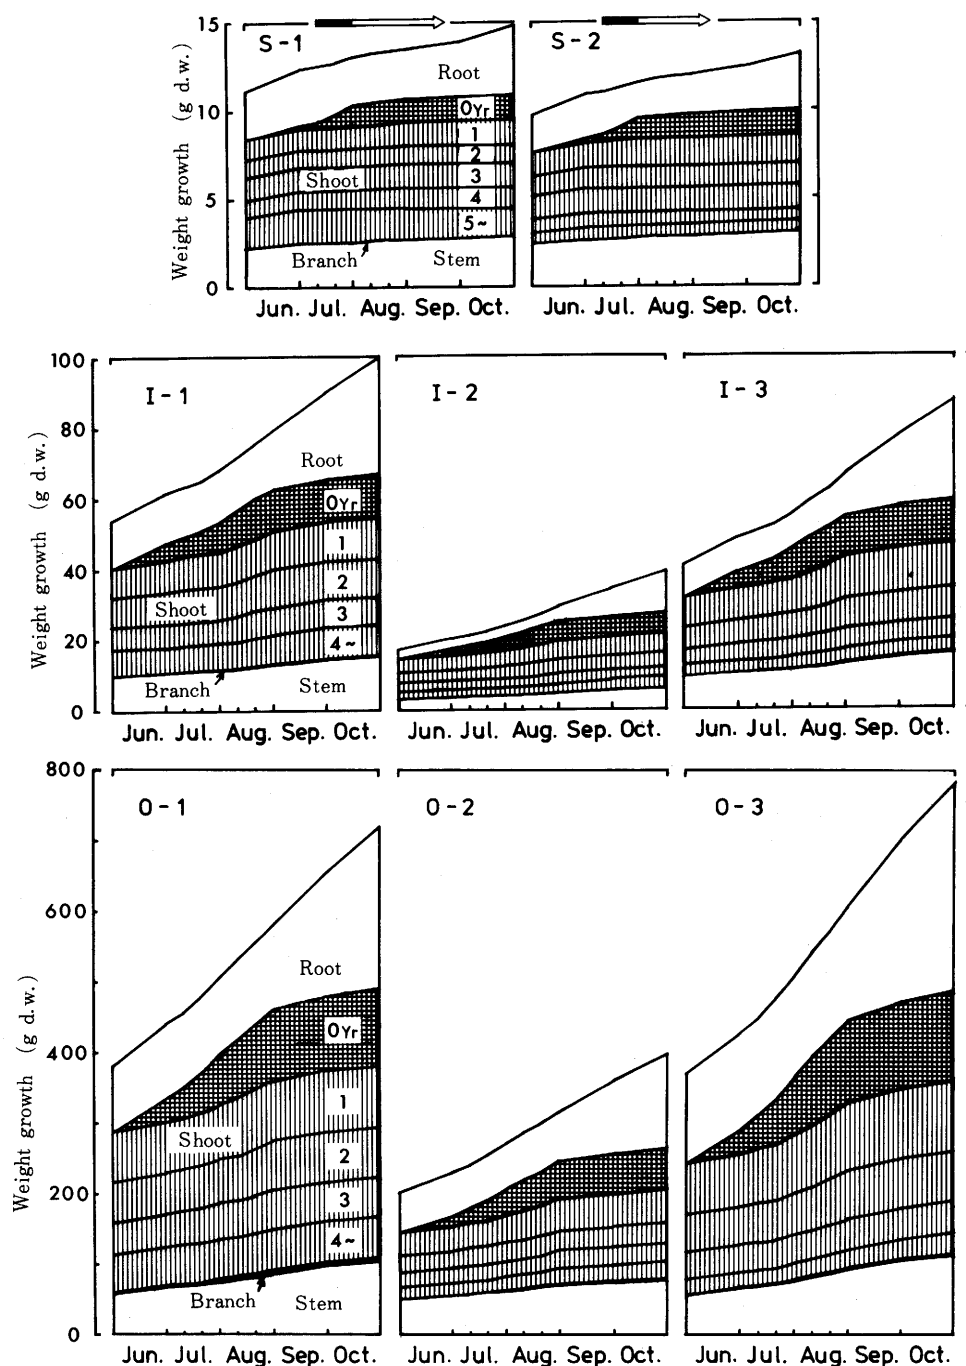 15
10
5
0
Weight growth (g d.w.)
S-1
Root
0Yr
1
2
Shoot
3
4
5~
Branch
Stem
Jun. Jul. Aug. Sep. Oct.
S-2
Jun. Jul. Aug. Sep. Oct.
100
80
60
40
20
0
Weight growth (g d.w.)
I-1
Root
0Yr
1
2
Shoot
3
4~
Branch
Stem
Jun. Jul. Aug. Sep. Oct.
I-2
Jun. Jul. Aug. Sep. Oct.
I-3
Jun. Jul. Aug. Sep. Oct.
800
600
400
200
0
Weight growth (g d.w.)
O-1
Root
0Yr
1
Shoot
2
3
4~
Branch
Stem
Jun. Jul. Aug. Sep. Oct.
O-2
Jun. Jul. Aug. Sep. Oct.
O-3
Jun. Jul. Aug. Sep. Oct.